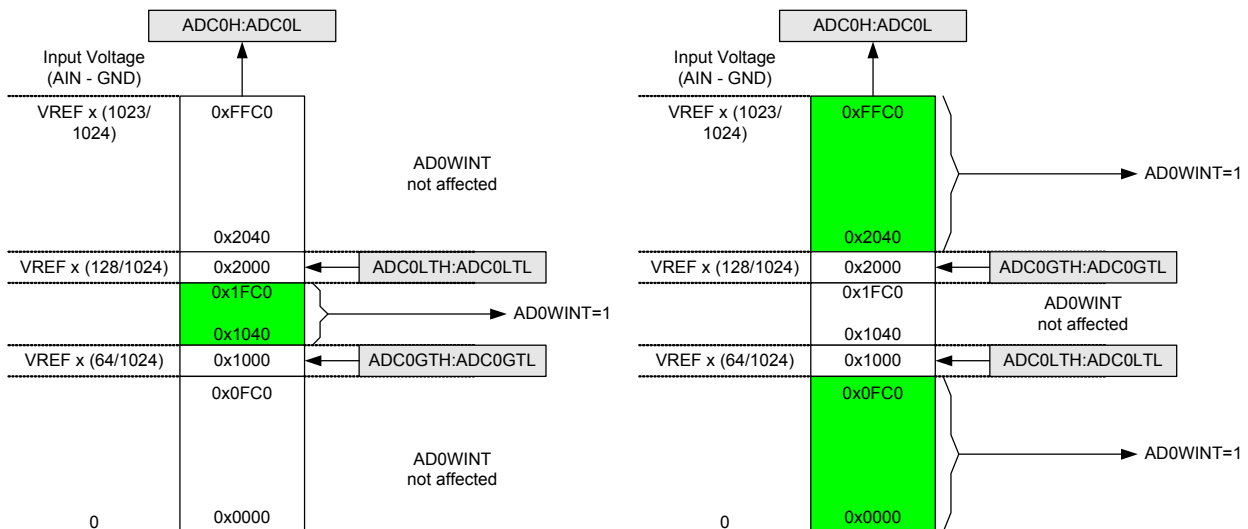 ADC0H:ADC0L
Input Voltage
(AIN - GND)
VREF x (1023/
1024)
0xFFC0
AD0WINT
not affected
0x2040
VREF x (128/1024)
0x2000
ADC0LTH:ADC0LTL
0x1FC0
AD0WINT=1
0x1040
VREF x (64/1024)
0x1000
ADC0GTH:ADC0GTL
0x0FC0
AD0WINT
not affected
0
0x0000
ADC0H:ADC0L
Input Voltage
(AIN - GND)
VREF x (1023/
1024)
0xFFC0
AD0WINT=1
0x2040
VREF x (128/1024)
0x2000
ADC0GTH:ADC0GTL
0x1FC0
AD0WINT
not affected
0x1040
VREF x (64/1024)
0x1000
ADC0LTH:ADC0LTL
0x0FC0
AD0WINT=1
0
0x0000